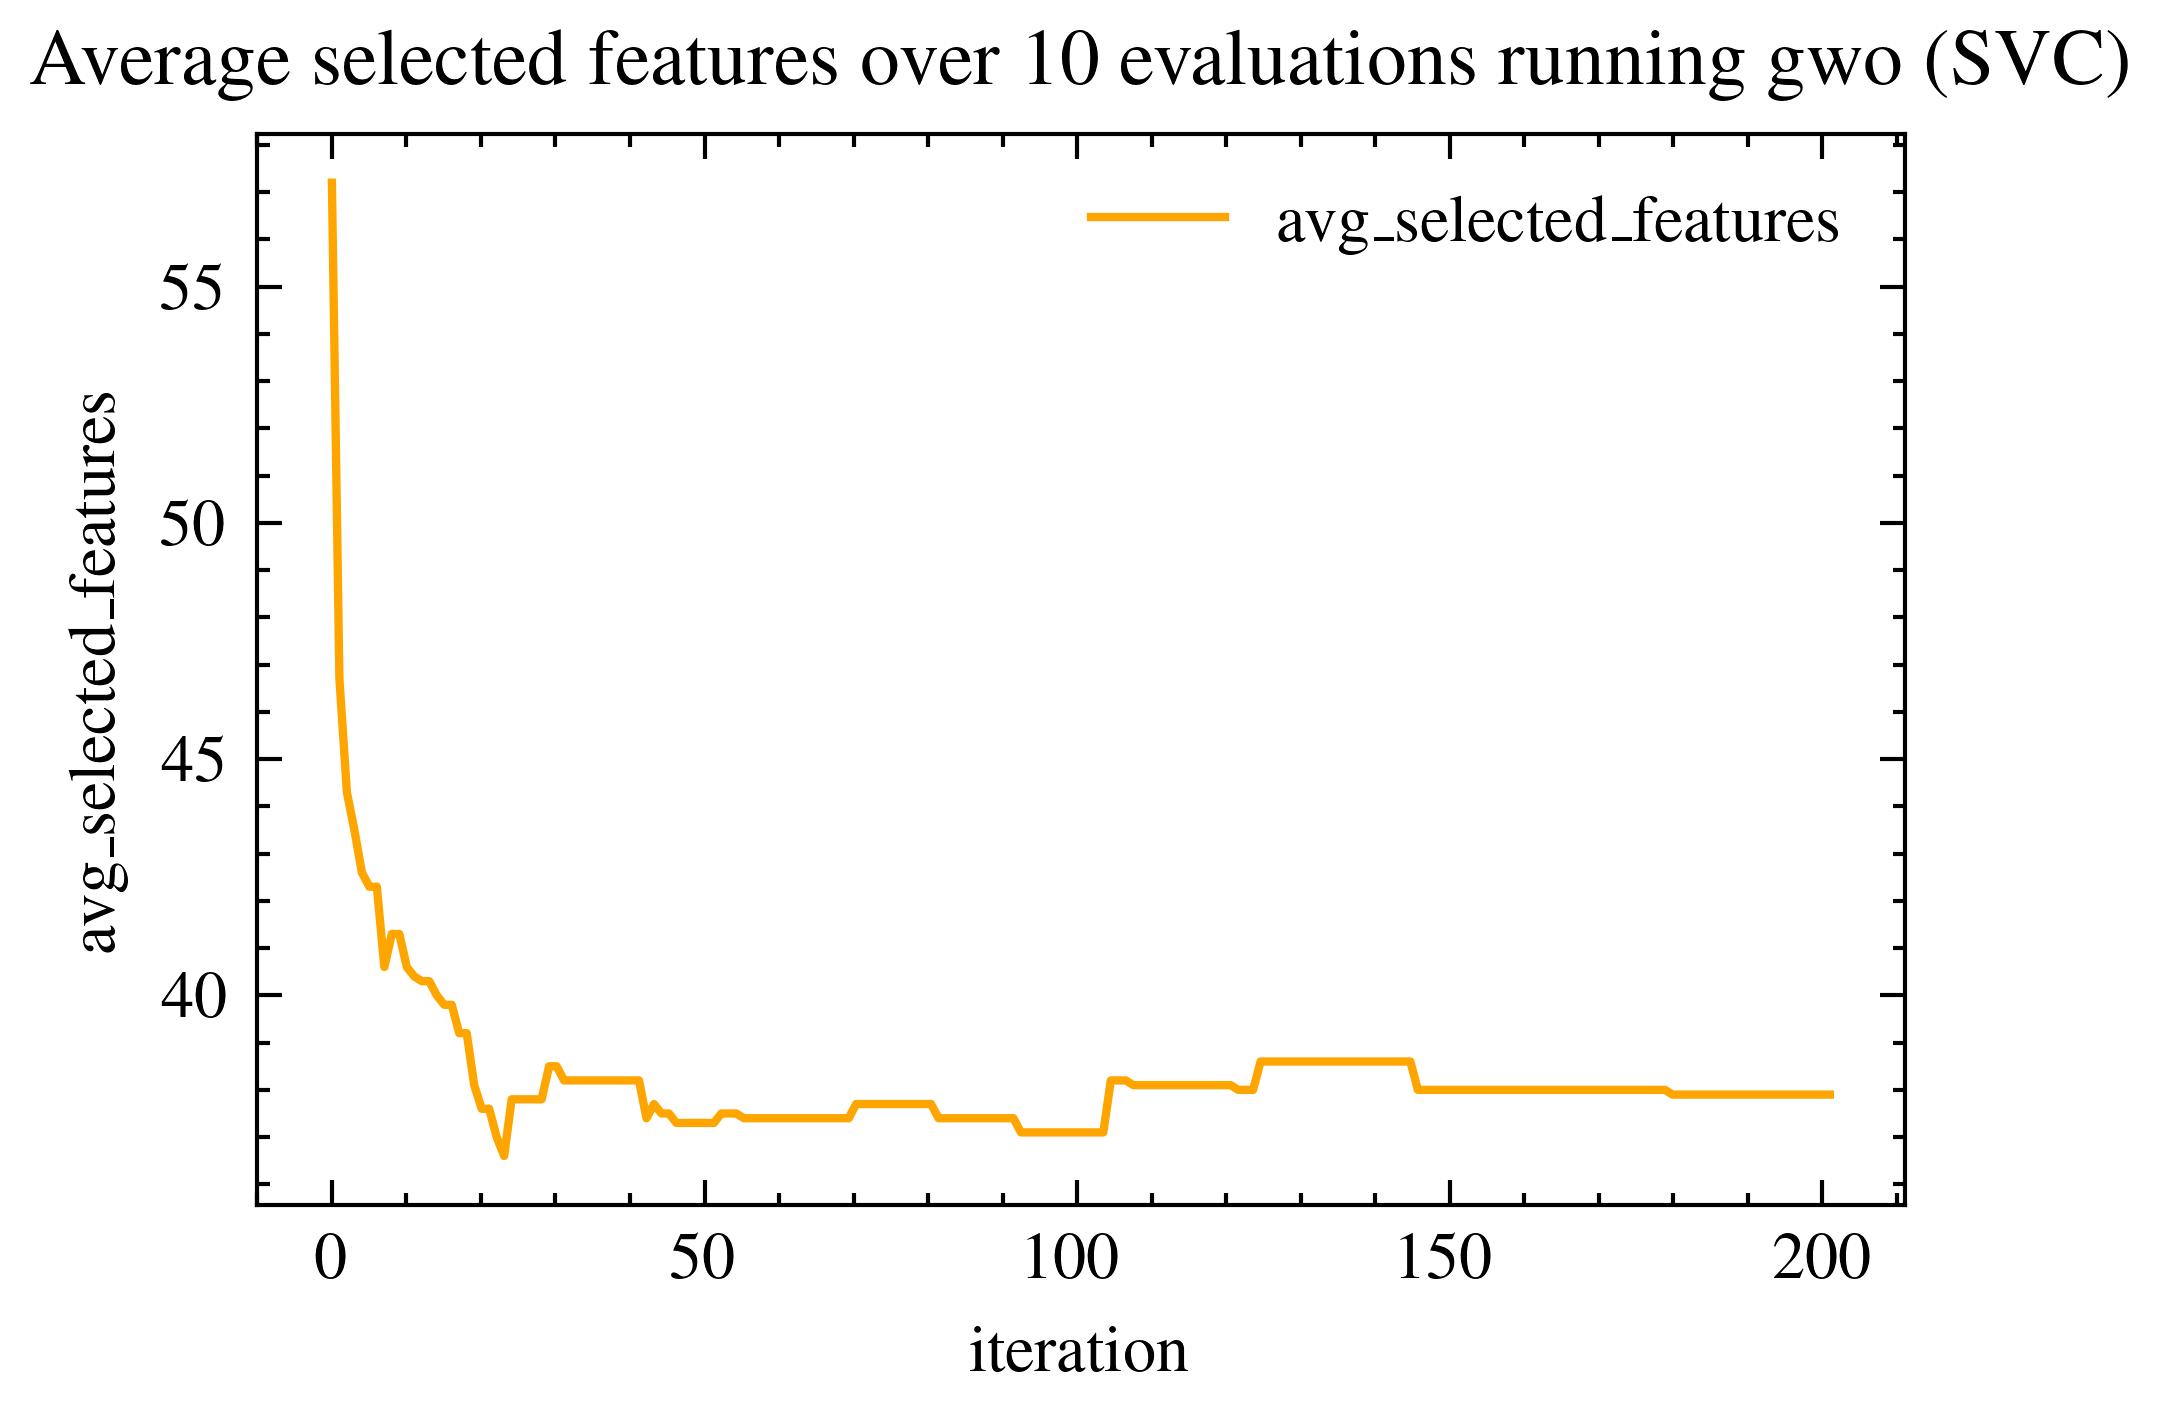 Average selected features over 10 evaluations running gwo (SVC)
avg_selected_features
55
50
45
40
avg_selected_features
0 50 100 150 200
iteration